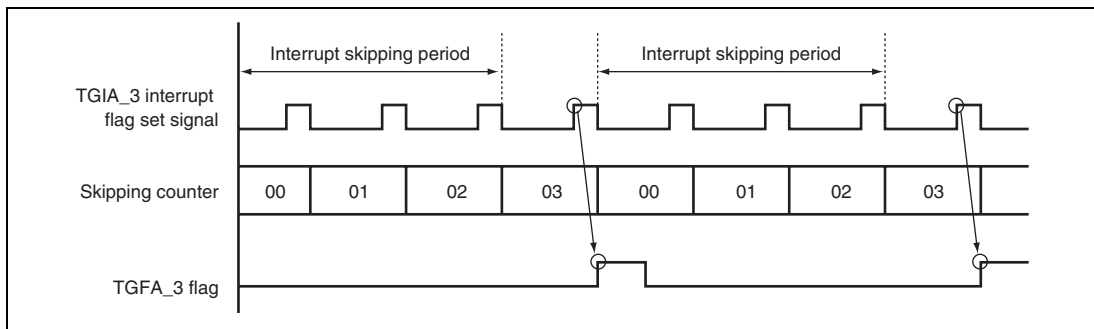 Interrupt skipping period Interrupt skipping period
TGIA_3 interrupt
flag set signal
Skipping counter 00 01 02 03 00 01 02 03
TGFA_3 flag